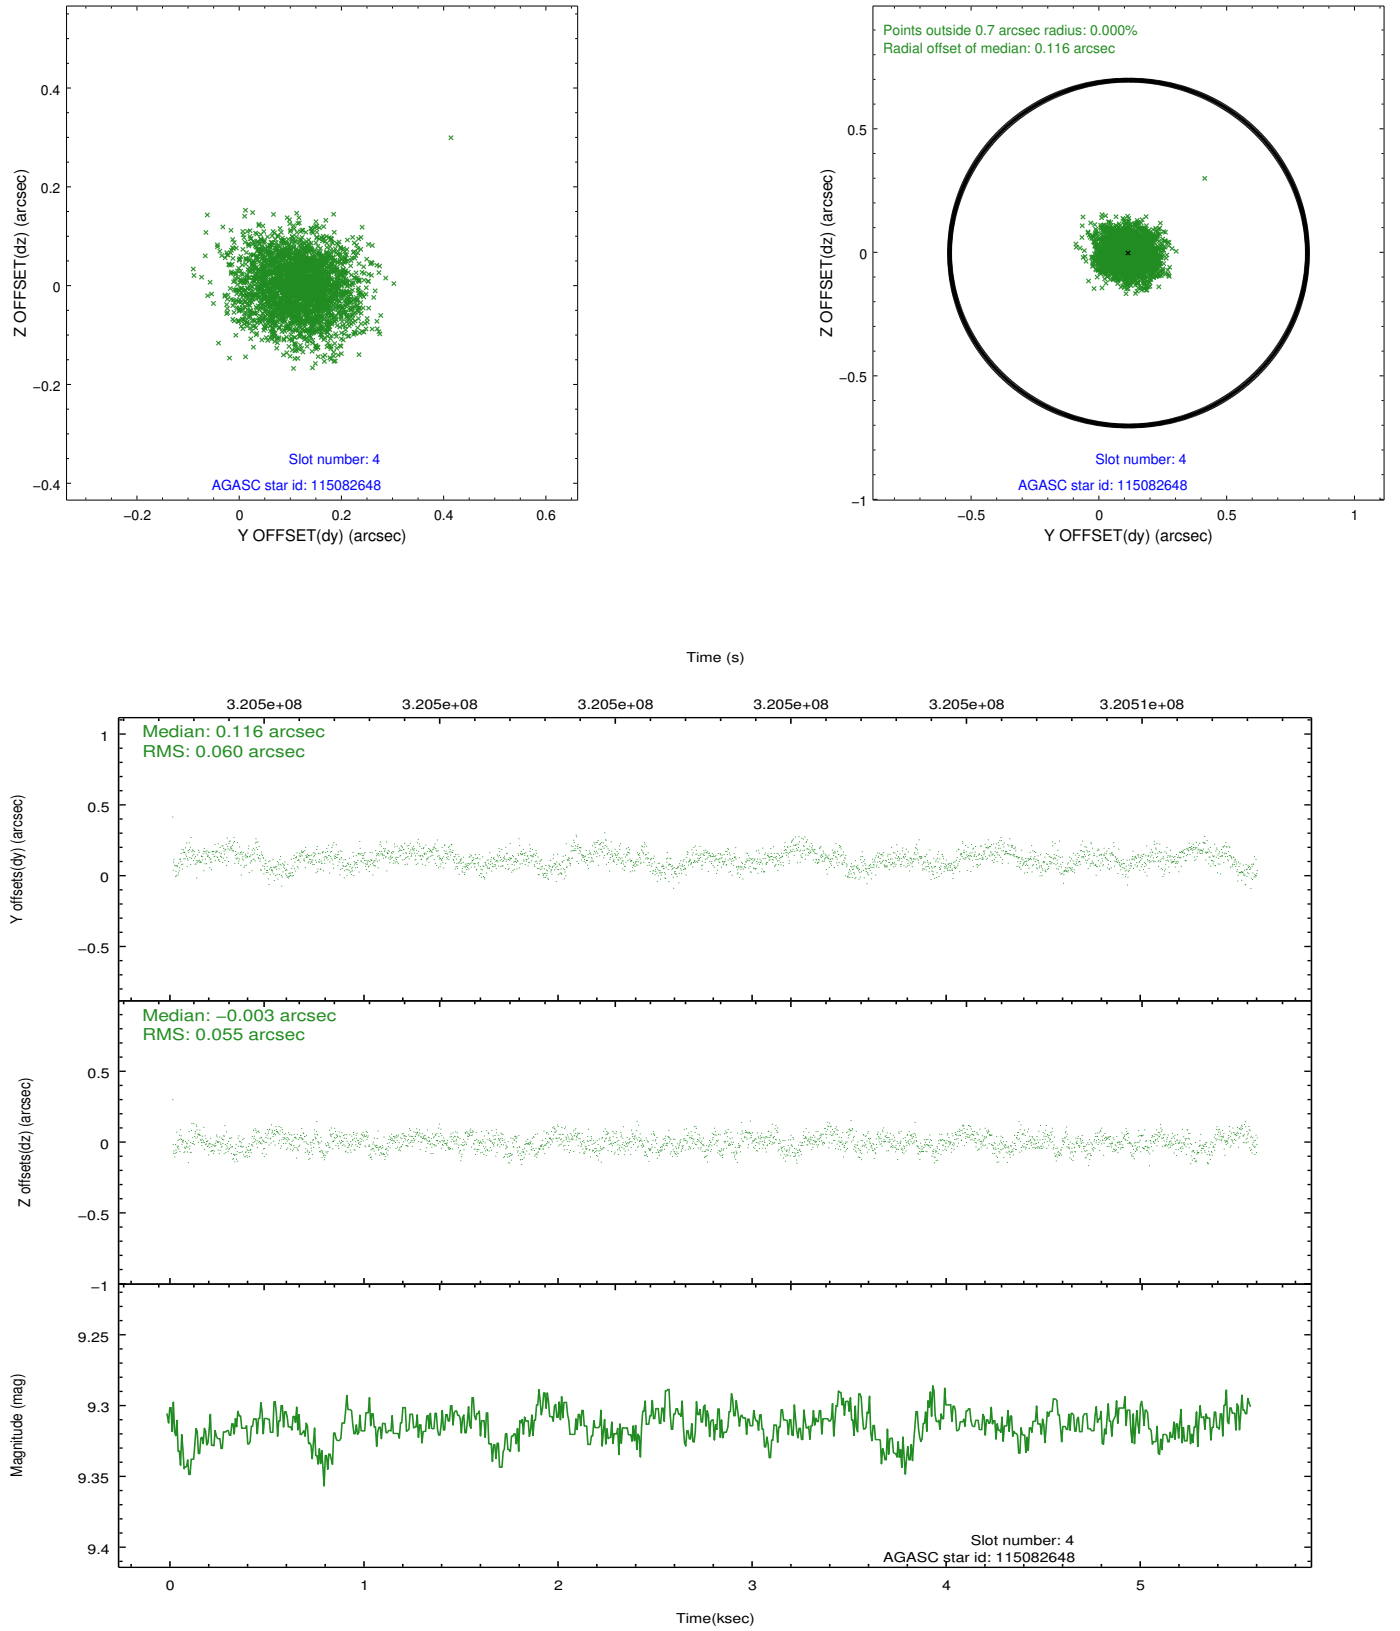 0.4
0.2
0
−0.2
−0.4
Z OFFSET(dz) (arcsec)
Slot number: 4
AGASC star id: 115082648
−0.2 0 0.2 0.4 0.6
Y OFFSET(dy) (arcsec)
Points outside 0.7 arcsec radius: 0.000%
Radial offset of median: 0.116 arcsec
0.5
0
−0.5
−1
Z OFFSET(dz) (arcsec)
Slot number: 4
AGASC star id: 115082648
−0.5 0 0.5 1
Y OFFSET(dy) (arcsec)
Time (s)
3.205e+08 3.205e+08 3.205e+08 3.205e+08 3.205e+08 3.2051e+08
Median: 0.116 arcsec
RMS: 0.060 arcsec
1
0.5
0
−0.5
Y offsets(dy) (arcsec)
Median: −0.003 arcsec
RMS: 0.055 arcsec
0.5
0
−0.5
−1
Z offsets(dz) (arcsec)
9.25
9.3
9.35
9.4
Magnitude (mag)
Slot number: 4
AGASC star id: 115082648
0 1 2 3 4 5
Time(ksec)